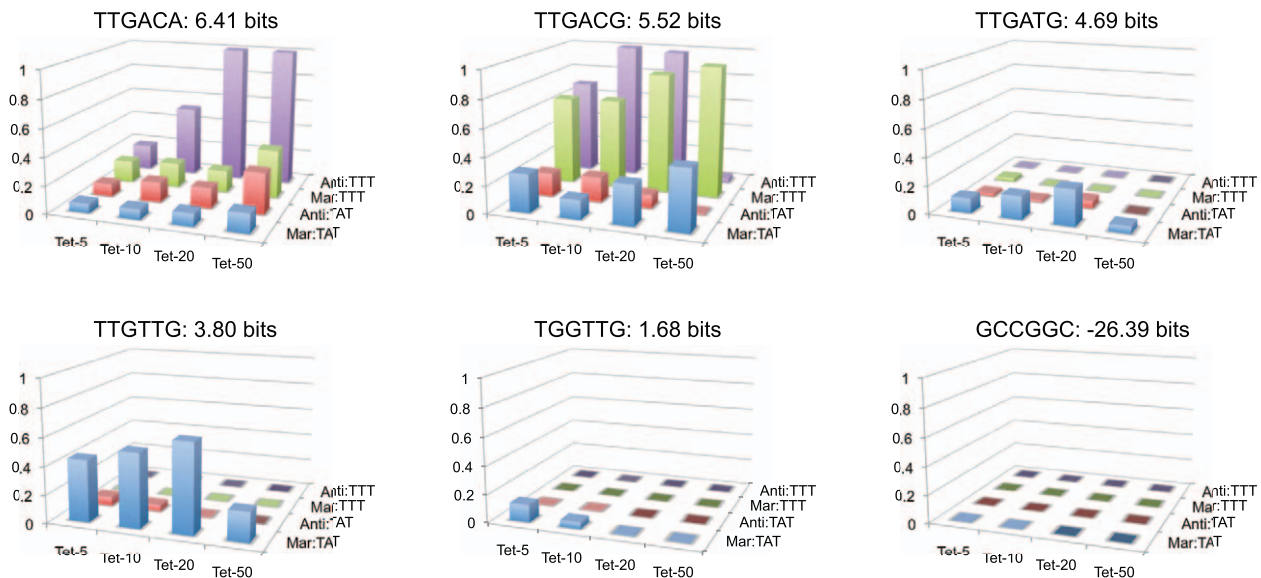 TTGACA: 6.41 bits
1
0.8
0.6
0.4
0.2
0
Tet-5
Tet-10
Tet-20
Tet-50
Anti:TTT
Mar:TTT
Anti:TAT
Mar:TAT
TTGACG: 5.52 bits
1
0.8
0.6
0.4
0.2
0
Tet-5
Tet-10
Tet-20
Tet-50
Anti:TTT
Mar:TTT
Anti:TAT
Mar:TAT
TTGATG: 4.69 bits
1
0.8
0.6
0.4
0.2
0
Tet-5
Tet-10
Tet-20
Tet-50
Anti:TTT
Mar:TTT
Anti:TAT
Mar:TAT
TTGTTG: 3.80 bits
1
0.8
0.6
0.4
0.2
0
Tet-5
Tet-10
Tet-20
Tet-50
Anti:TTT
Mar:TTT
Anti:TAT
Mar:TAT
TGGTTG: 1.68 bits
1
0.8
0.6
0.4
0.2
0
Tet-5
Tet-10
Tet-20
Tet-50
Anti:TTT
Mar:TTT
Anti:TAT
Mar:TAT
GCCGGC: -26.39 bits
1
0.8
0.6
0.4
0.2
0
Tet-5
Tet-10
Tet-20
Tet-50
Anti:TTT
Mar:TTT
Anti:TAT
Mar:TAT